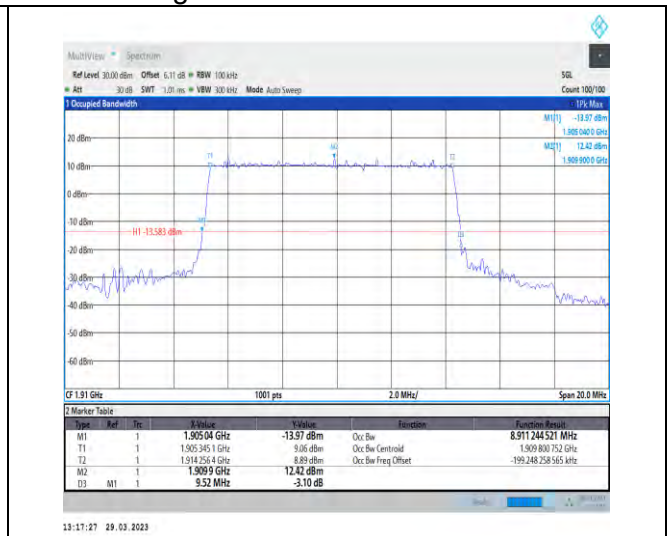 MultiView Spectrum
Ref Level 30.00 dBm Offset 6.11 dB RBW 100 kHz SGL
Att 30 dB SWT 1.01 ms VBW 300 kHz Mode Auto Sweep Count 100/100
1 Occupied Bandwidth 1Pk Max
M1[1] -13.97 dBm
1.905 040 0 GHz
M2[1] 12.42 dBm
1.909 900 0 GHz
20 dBm
M2
T1 T2
10 dBm
0 dBm
-10 dBm
M1
H1 -13.583 dBm
D3
-20 dBm
-30 dBm
-40 dBm
-50 dBm
-60 dBm
CF 1.91 GHz 1001 pts 2.0 MHz/ Span 20.0 MHz
2 Marker Table
Type Ref Trc X-Value Y-Value Function Function Result
M1 1 1.90504 GHz -13.97 dBm Occ Bw 8.911 244 521 MHz
T1 1 1.905 345 1 GHz 9.06 dBm Occ Bw Centroid 1.909 800 752 GHz
T2 1 1.914 256 4 GHz 8.89 dBm Occ Bw Freq Offset -199.248 258 565 kHz
M2 1 1.9099 GHz 12.42 dBm
D3 M1 1 9.52 MHz -3.10 dB
13:17:27 29.03.2023